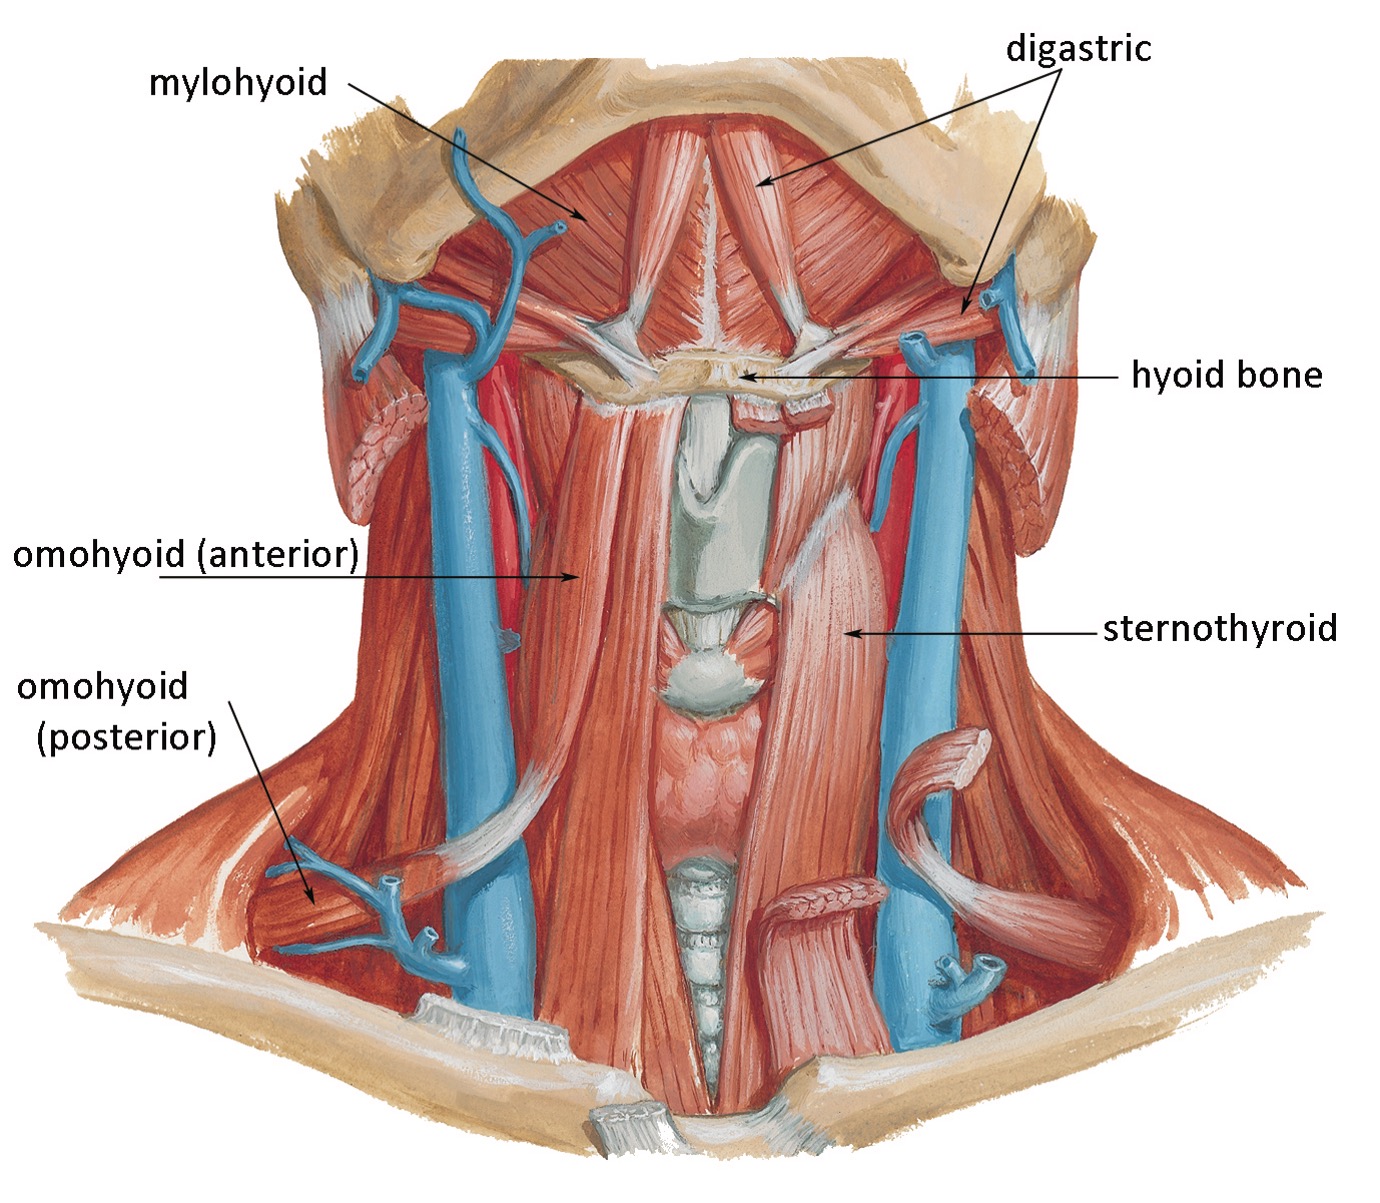 digastric
mylohyoid
hyoid bone
omohyoid (anterior)
sternothyroid
omohyoid
(posterior)